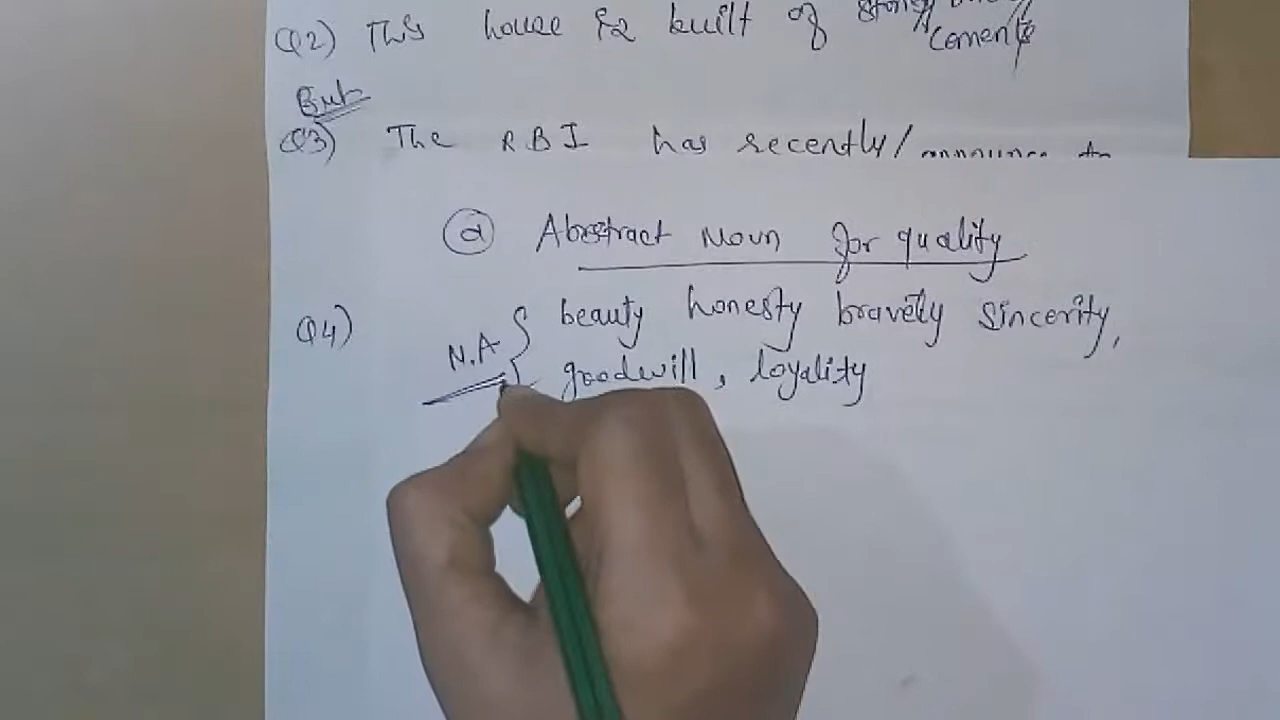 Q2) This house is built of cement
But
Q3) The RBI has recently/
a Abstract Noun for quality
Q4) N.A { beauty honesty bravely sincerity,
goodwill, loyality